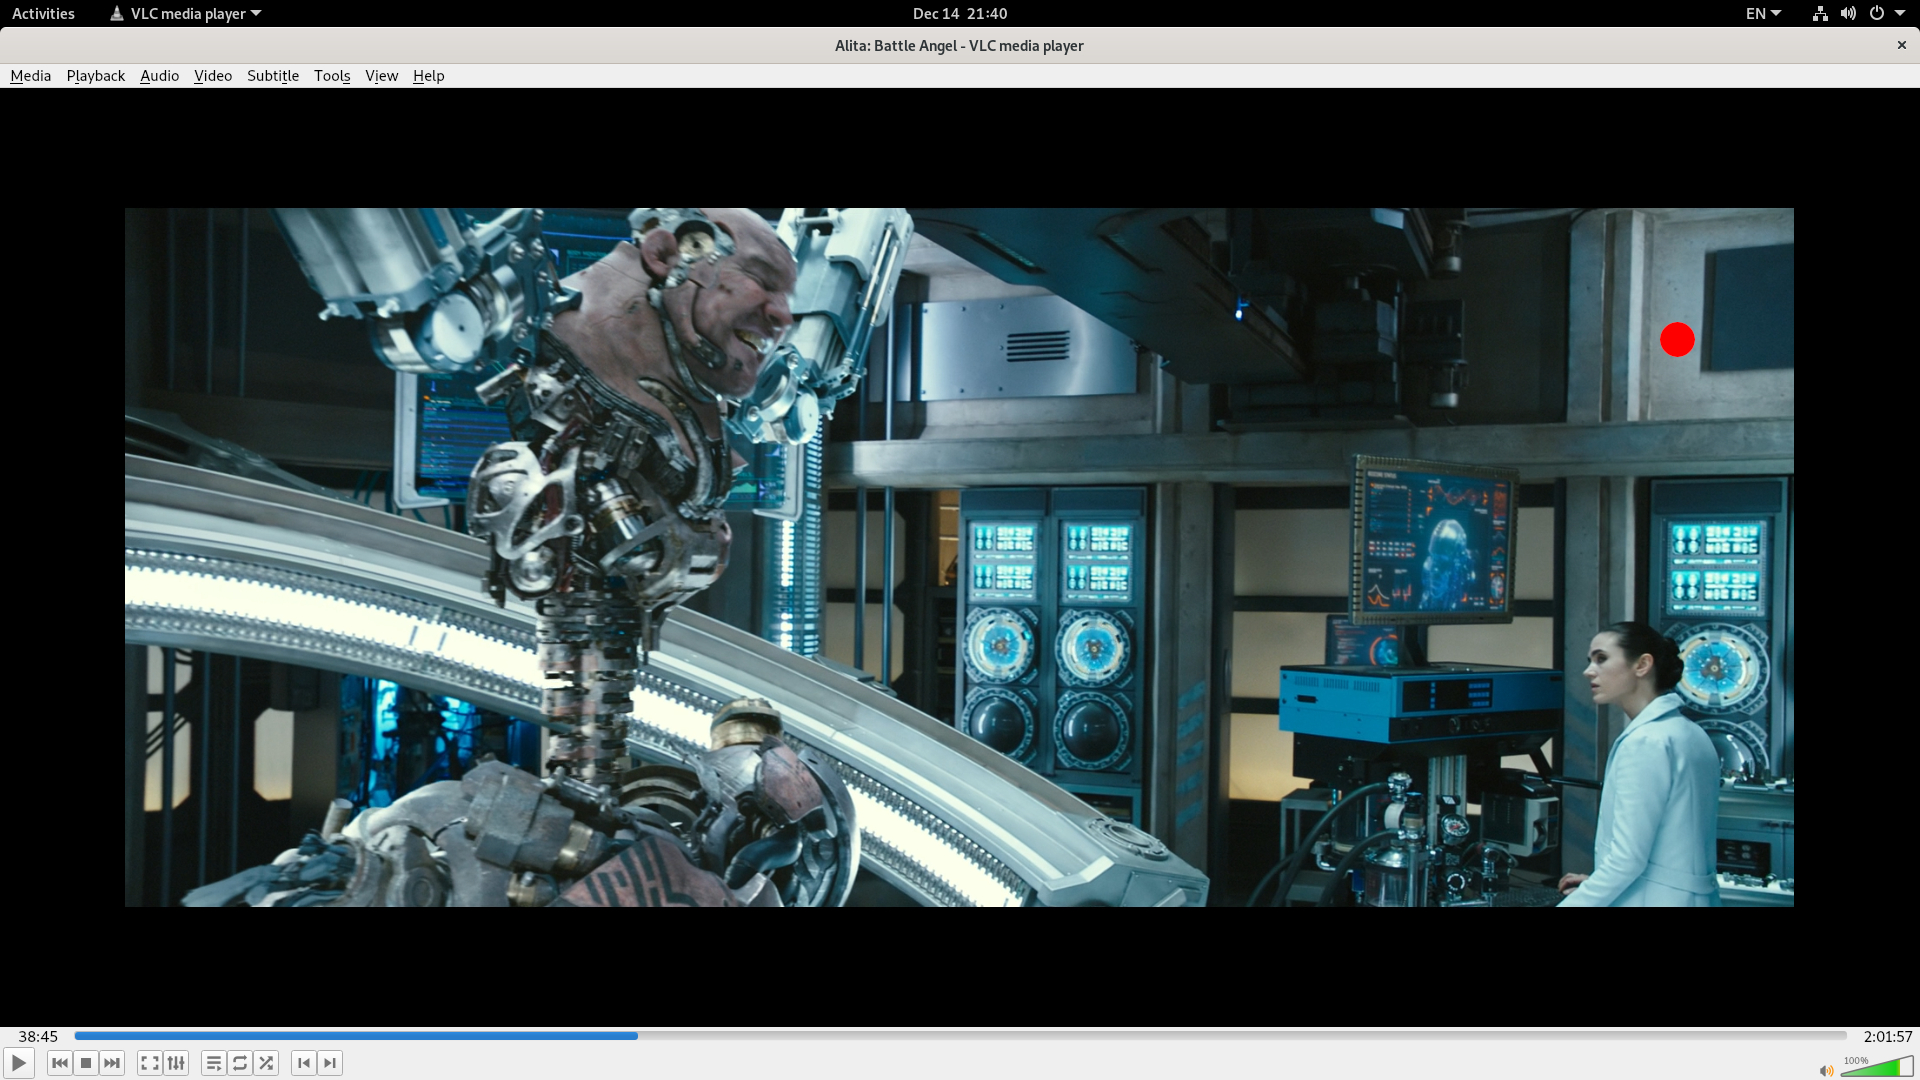 Activities VLC media player Dec 14 21:40 EN
Alita: Battle Angel - VLC media player
Media Playback Audio Video Subtitle Tools View Help
38:45 2:01:57
100%